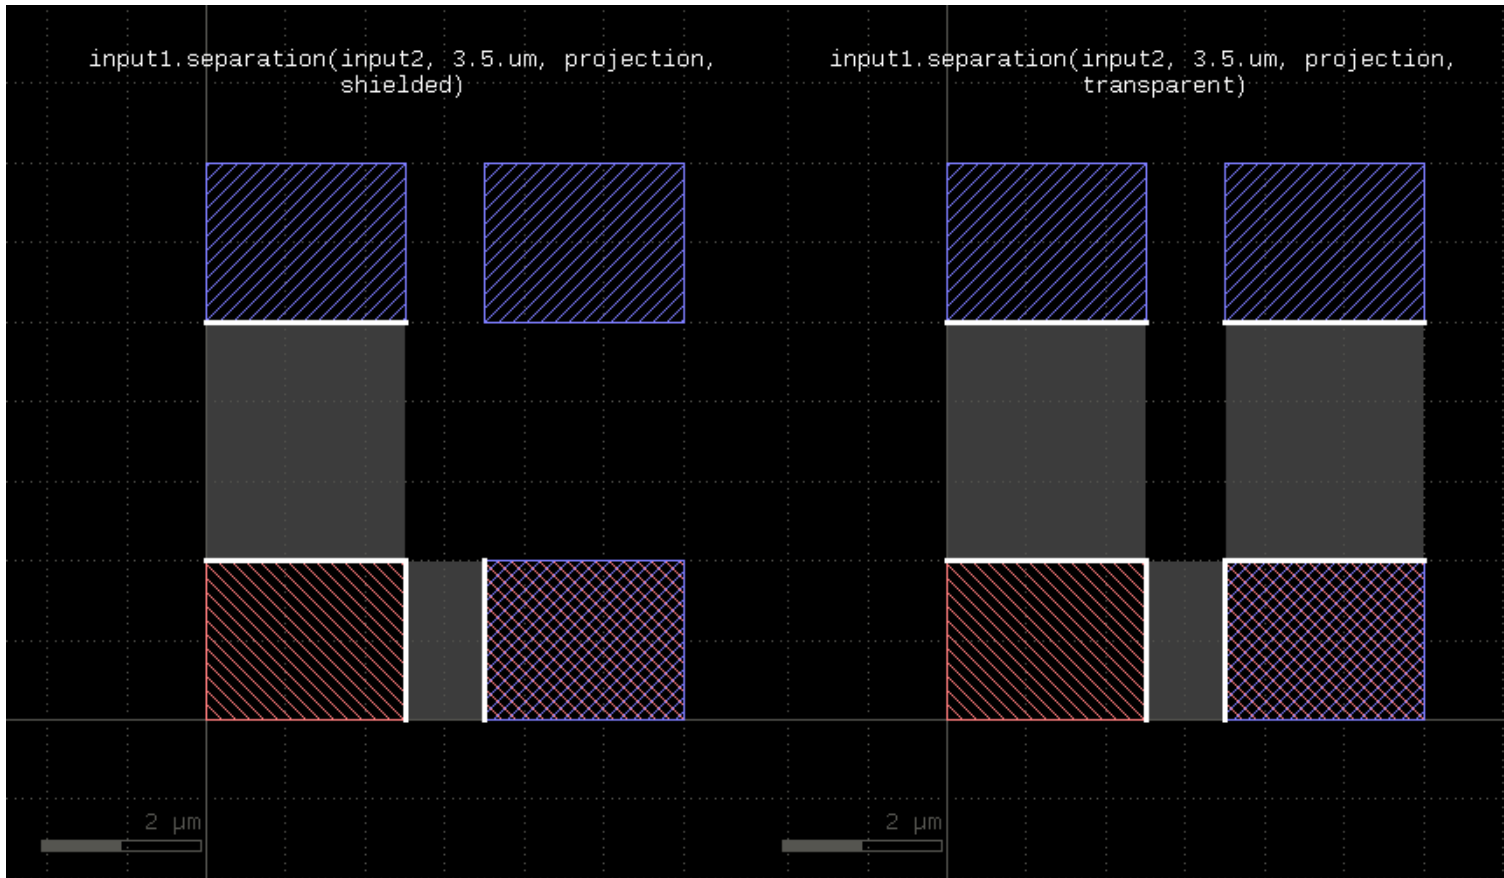 input1.separation(input2, 3.5.um, projection,
shielded)
input1.separation(input2, 3.5.um, projection,
transparent)
2 µm
2 µm